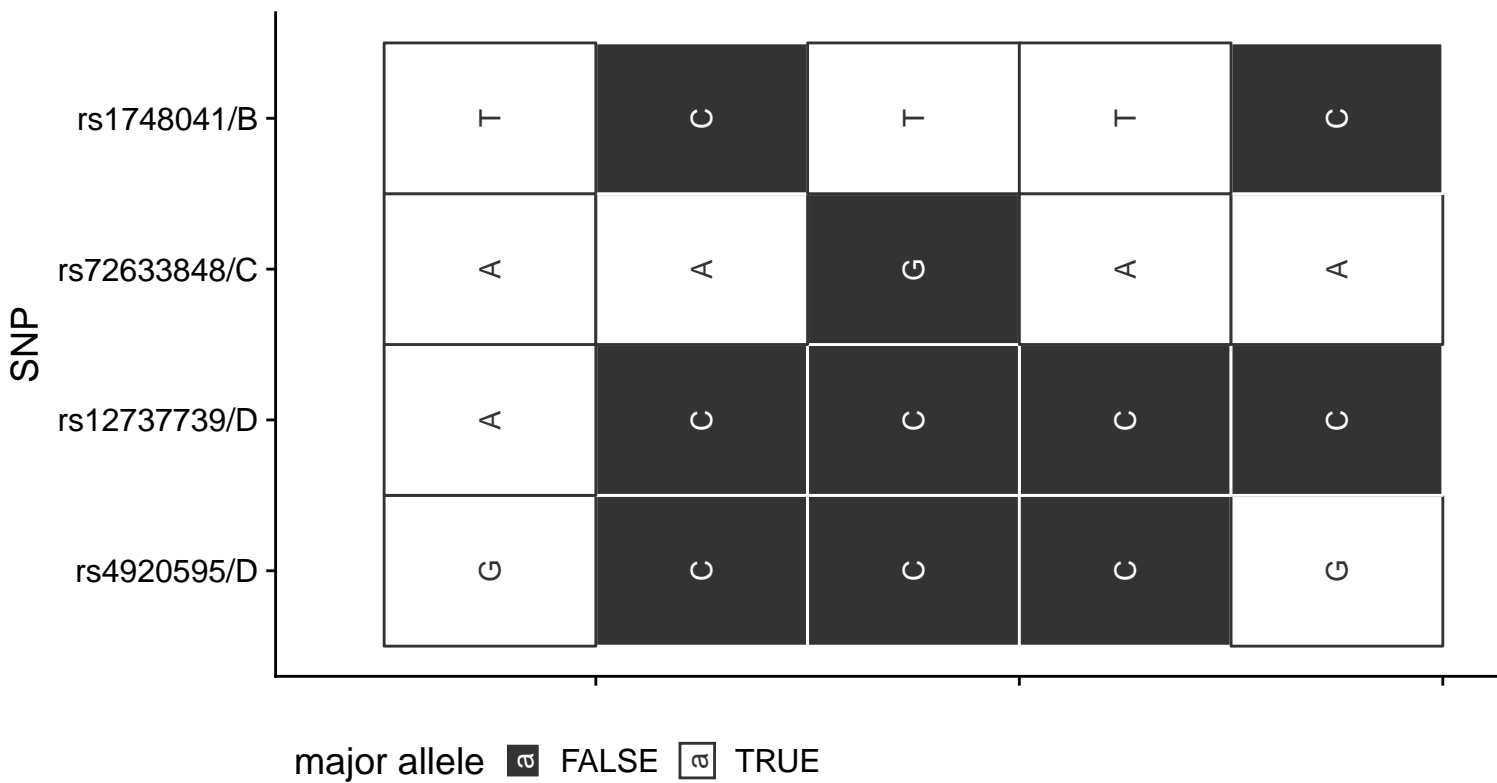 SNP
rs1748041/B T C T T C
rs72633848/C A A G A A
rs12737739/D A C C C C
rs4920595/D G C C C G
major allele a FALSE a TRUE